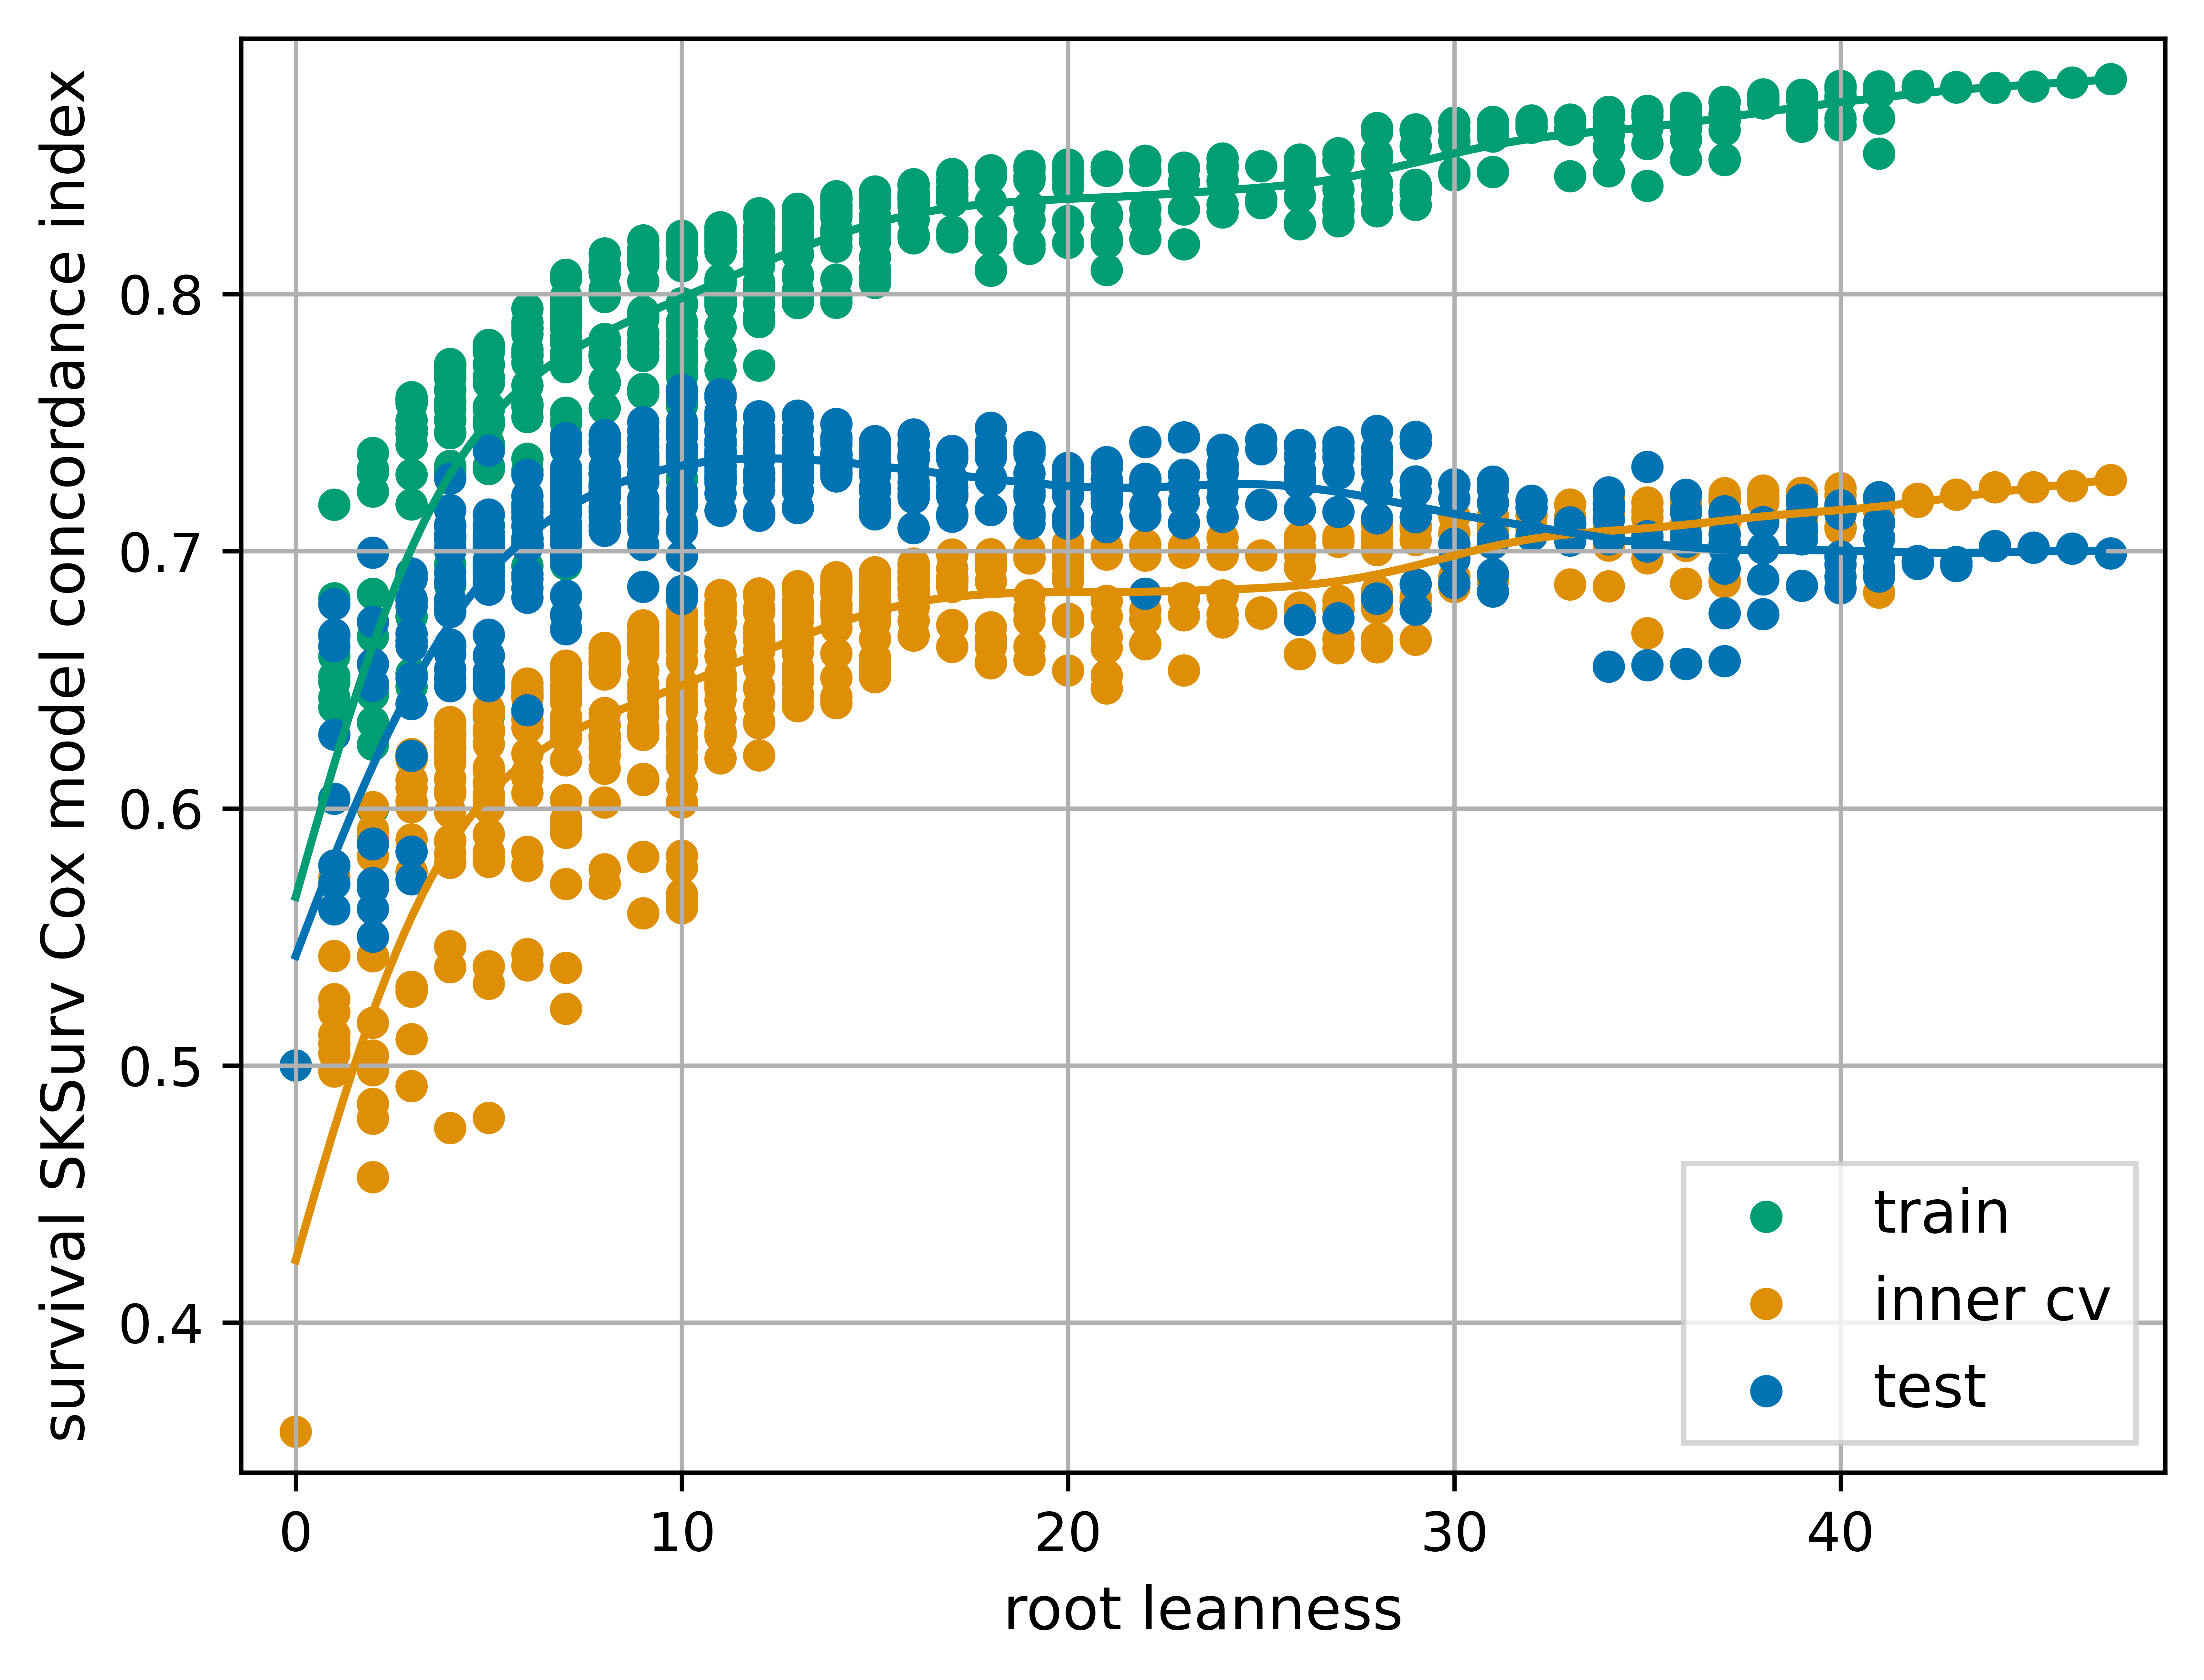 survival SKSurv Cox model concordance index
0.8
0.7
0.6
0.5
0.4
0
10
20
30
40
root leanness
train
inner cv
test